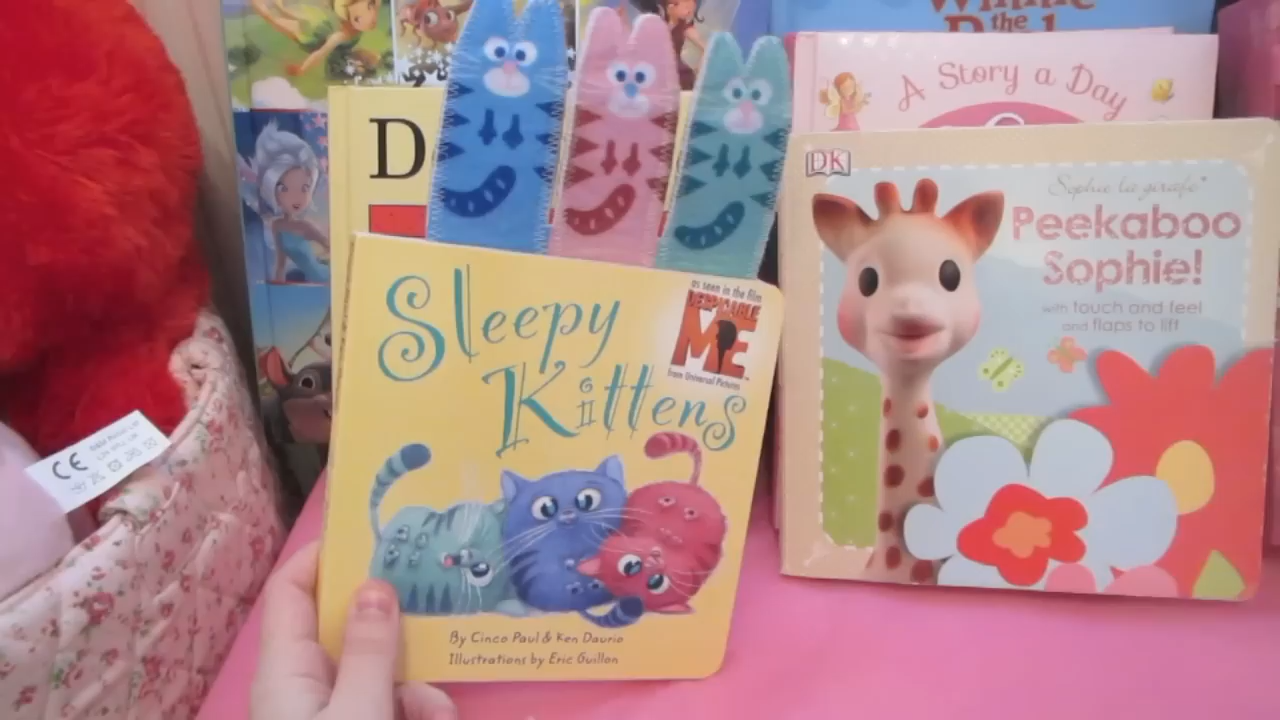 Winnie
the
D
A Story a Day
DK
Sophie la girafe®
Peekaboo
Sophie!
with touch and feel
and flaps to lift
Sleepy
Kittens
as seen in the film
DESPICABLE
ME
from Universal Pictures
By Cinco Paul & Ken Daurio
Illustrations by Eric Guillon
CE